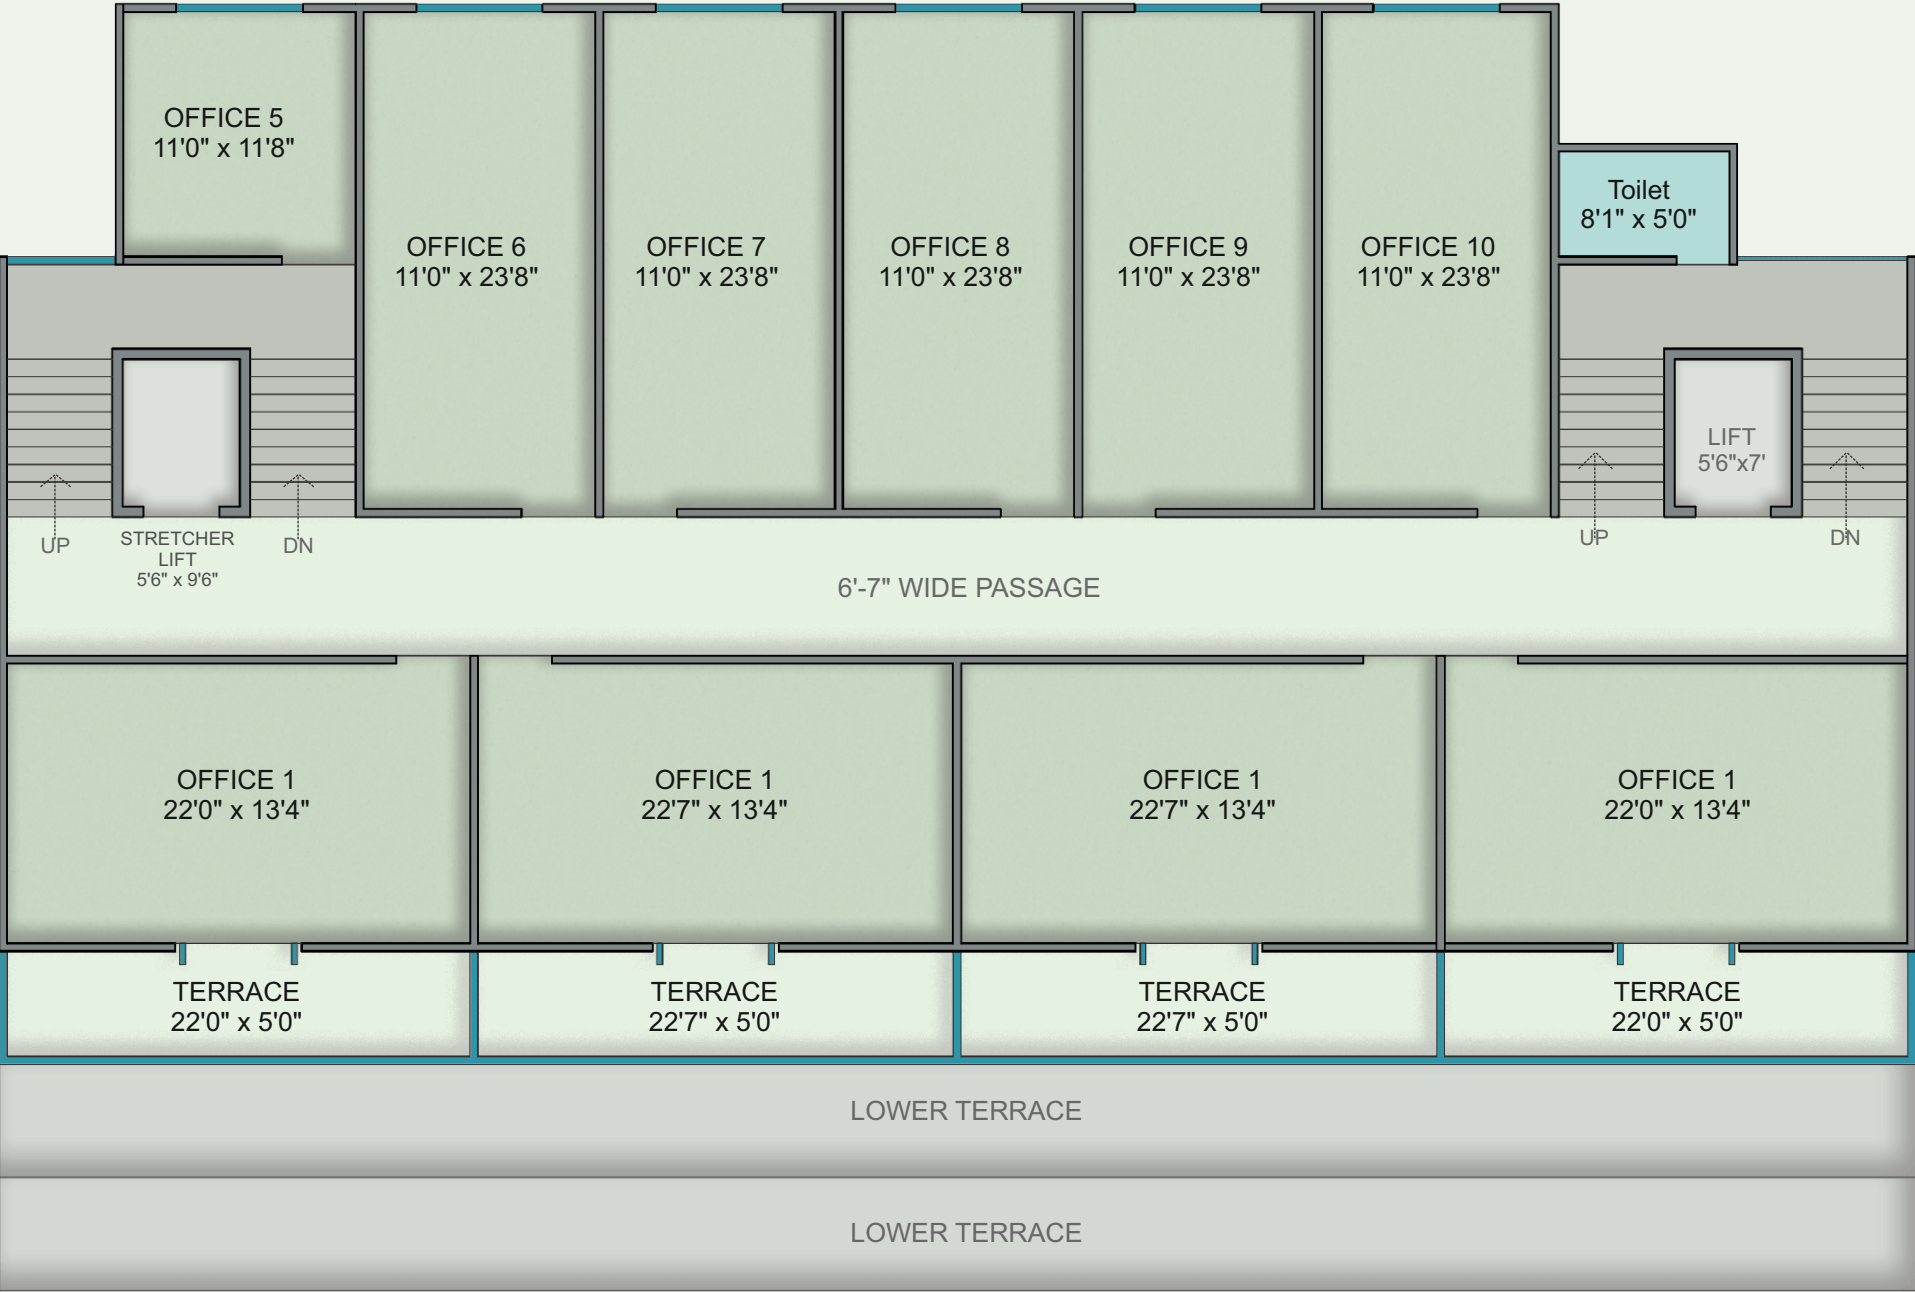 OFFICE 5
11'0" x 11'8"
OFFICE 6
11'0" x 23'8"
OFFICE 7
11'0" x 23'8"
OFFICE 8
11'0" x 23'8"
OFFICE 9
11'0" x 23'8"
OFFICE 10
11'0" x 23'8"
Toilet
8'1" x 5'0"
LIFT
5'6"x7'
UP
STRETCHER
LIFT
5'6" x 9'6"
DN
UP
DN
6'-7" WIDE PASSAGE
OFFICE 1
22'0" x 13'4"
OFFICE 1
22'7" x 13'4"
OFFICE 1
22'7" x 13'4"
OFFICE 1
22'0" x 13'4"
TERRACE
22'0" x 5'0"
TERRACE
22'7" x 5'0"
TERRACE
22'7" x 5'0"
TERRACE
22'0" x 5'0"
LOWER TERRACE
LOWER TERRACE